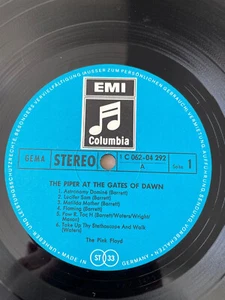 EMI
Columbia
GEMA
STEREO
1 C 062-04 292
A
Seite 1
THE PIPER AT THE GATES OF DAWN
1. Astronomy Domine (Barrett)
2. Lucifer Sam (Barrett)
3. Matilda Mother (Barrett)
4. Flaming (Barrett)
5. Pow R. Toc H (Barrett/Waters/Wright/
Mason)
6. Take Up Thy Stethoscope And Walk
(Waters)
The Pink Floyd
ST 33
MADE IN GERMANY